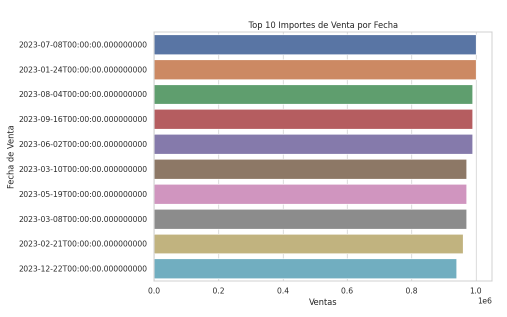 Top 10 Importes de Venta por Fecha
Fecha de Venta
2023-07-08T00:00:00.000000000
2023-01-24T00:00:00.000000000
2023-08-04T00:00:00.000000000
2023-09-16T00:00:00.000000000
2023-06-02T00:00:00.000000000
2023-03-10T00:00:00.000000000
2023-05-19T00:00:00.000000000
2023-03-08T00:00:00.000000000
2023-02-21T00:00:00.000000000
2023-12-22T00:00:00.000000000
0.0 0.2 0.4 0.6 0.8 1.0
1e6
Ventas